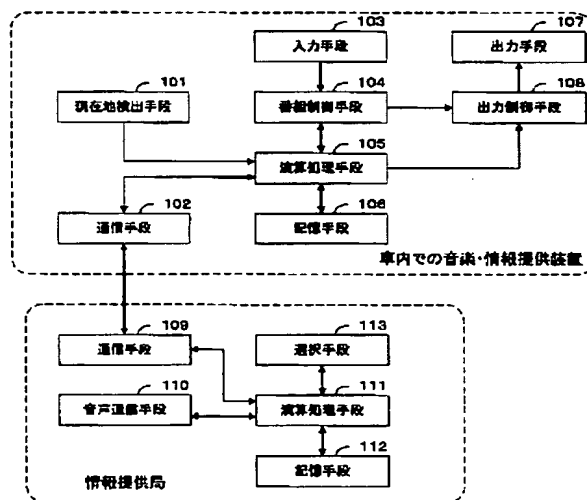 103
入力手段
107
出力手段
101
現在地検出手段
104
番組制御手段
108
出力制御手段
105
演算処理手段
102
通信手段
106
記憶手段
車内での音楽・情報提供装置
109
通信手段
113
選択手段
110
音声通信手段
111
演算処理手段
112
記憶手段
情報提供局